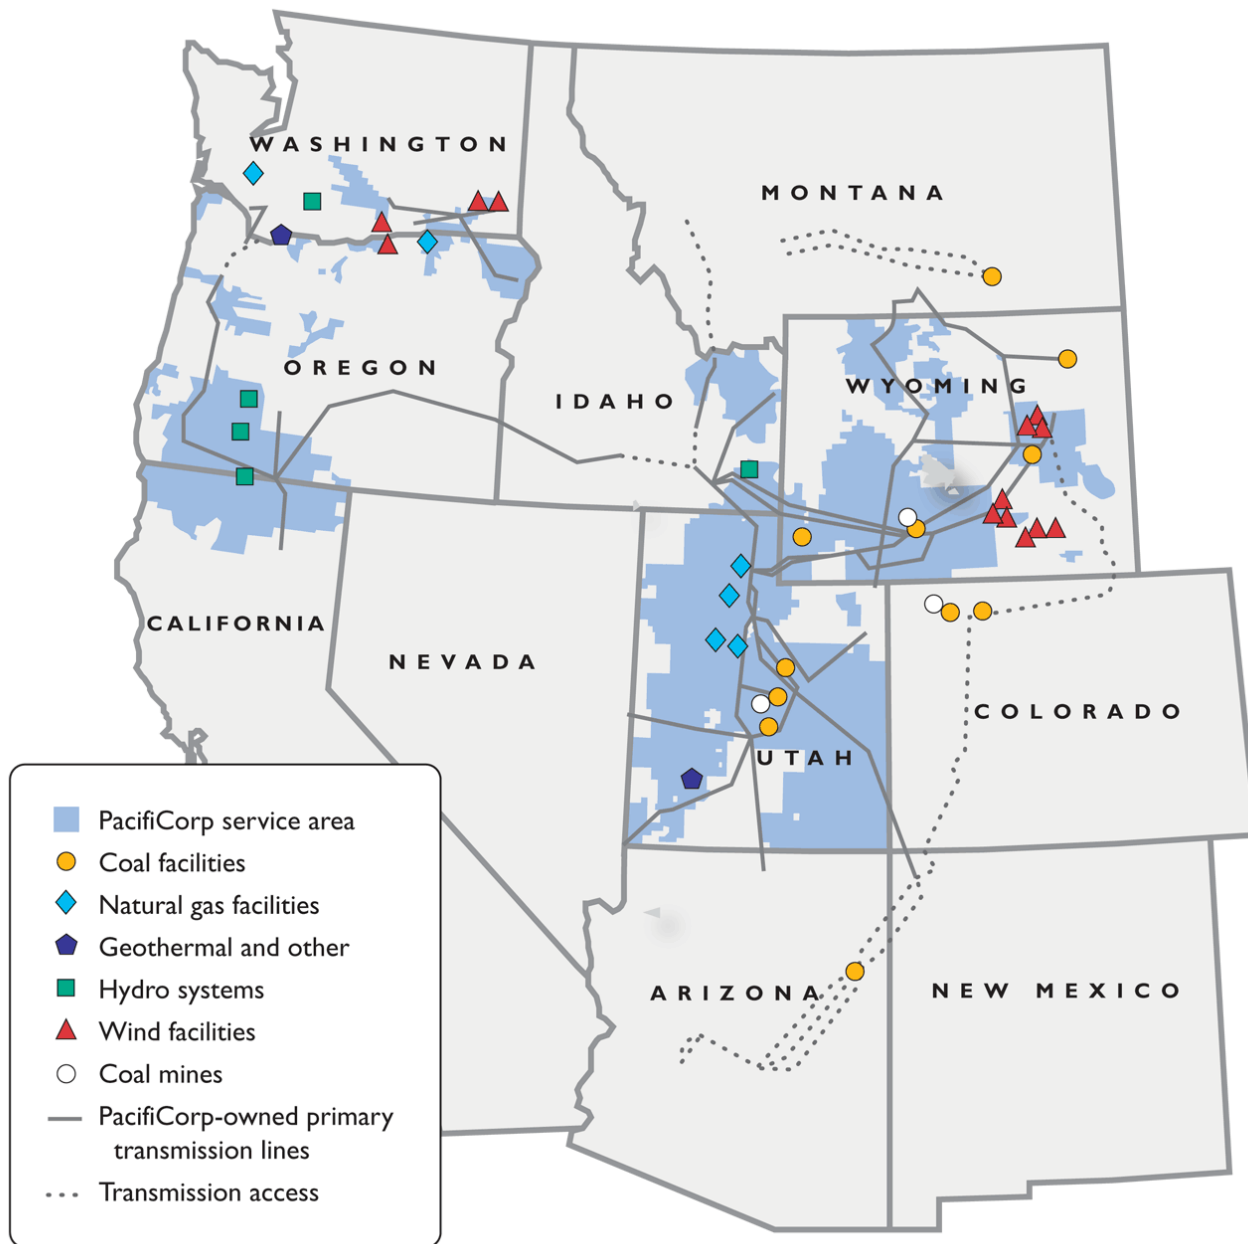 WASHINGTON
MONTANA
OREGON
IDAHO
WYOMING
CALIFORNIA
NEVADA
UTAH
COLORADO
ARIZONA
NEW MEXICO
PacifiCorp service area
Coal facilities
Natural gas facilities
Geothermal and other
Hydro systems
Wind facilities
Coal mines
PacifiCorp-owned primary
transmission lines
Transmission access